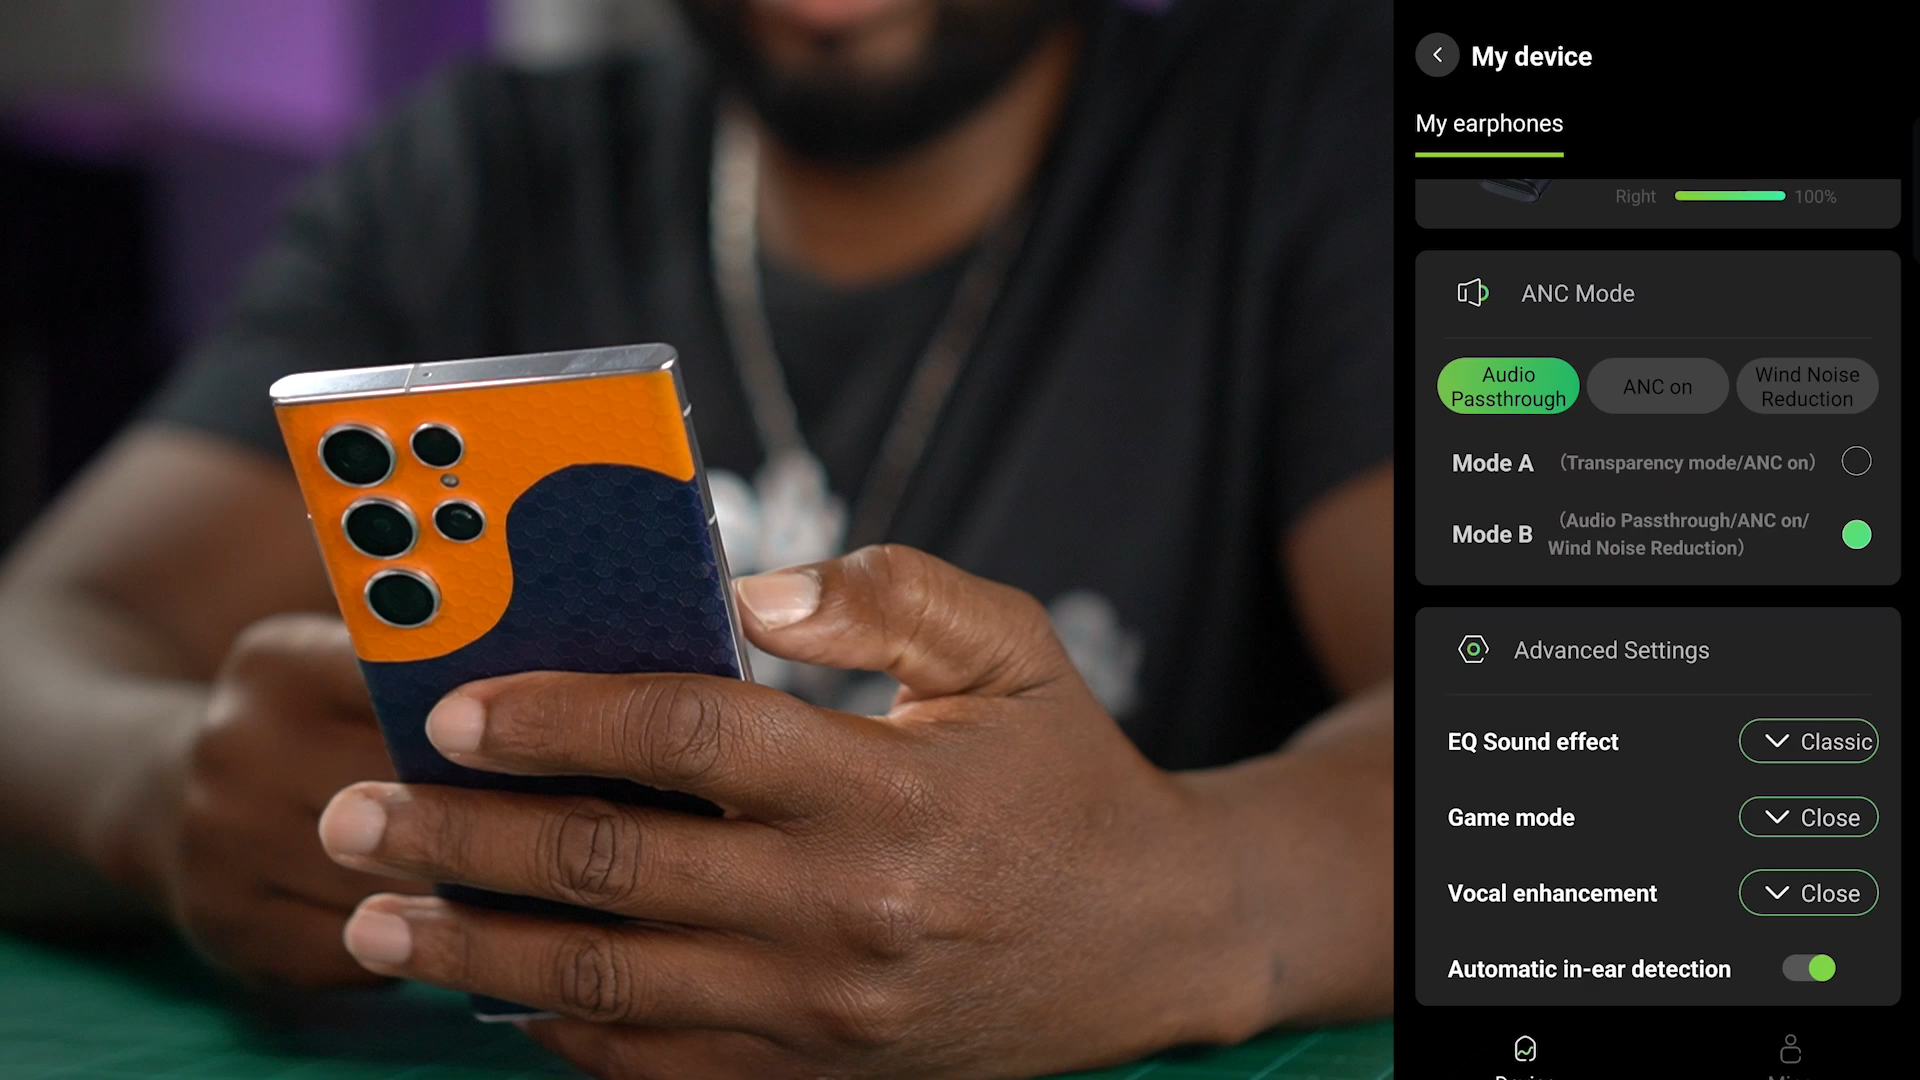 My device
My earphones
Right 100%
ANC Mode
Audio
Passthrough
ANC on
Wind Noise
Reduction
Mode A (Transparency mode/ANC on)
Mode B (Audio Passthrough/ANC on/
Wind Noise Reduction)
Advanced Settings
EQ Sound effect Classic
Game mode Close
Vocal enhancement Close
Automatic in-ear detection